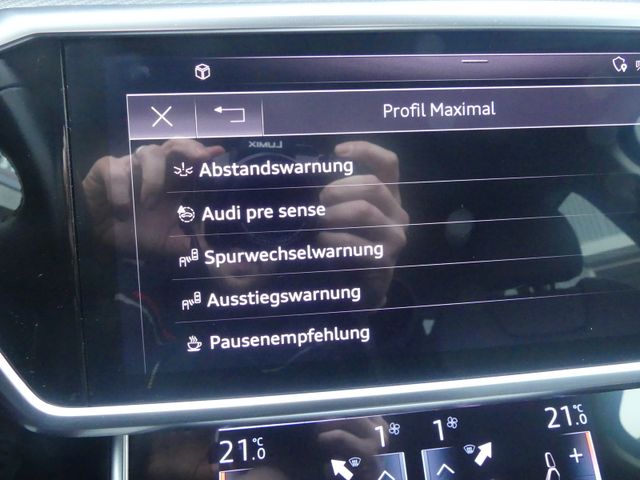 Profil Maximal
LUMIX
Abstandswarnung
Audi pre sense
Spurwechselwarnung
Ausstiegswarnung
Pausenempfehlung
21.0 °C 1 1 21.0 °C